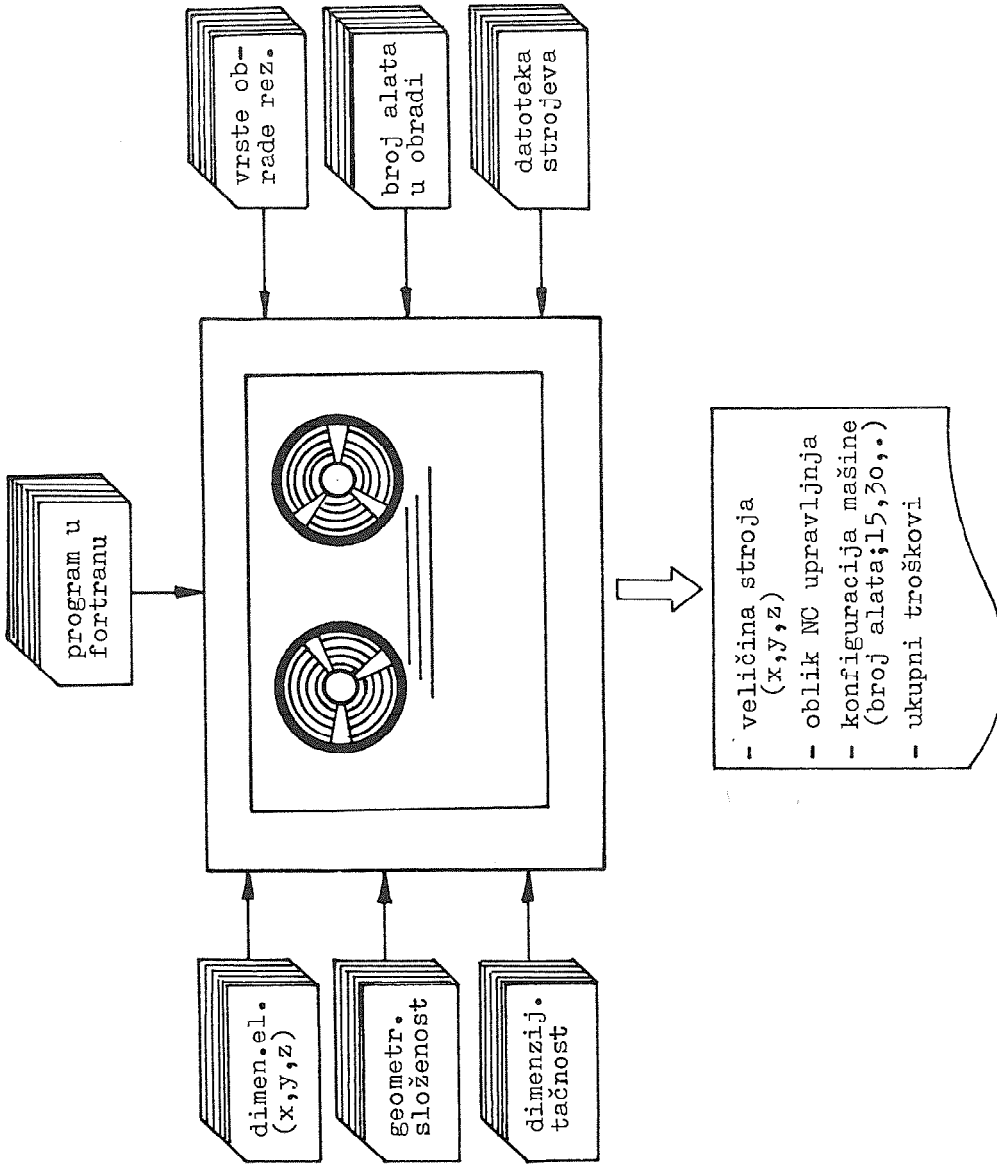 program u
fortranu
dimen.el.
(x,y,z)
geometr.
složenost
dimenzij.
tačnost
vrste ob-
rade rez.
broj alata
u obradi
datoteka
strojeva
- veličina stroja
(x,y,z)
- oblik NC upravljnja
- konfiguracija mašine
(broj alata;15,30,.)
- ukupni troškovi